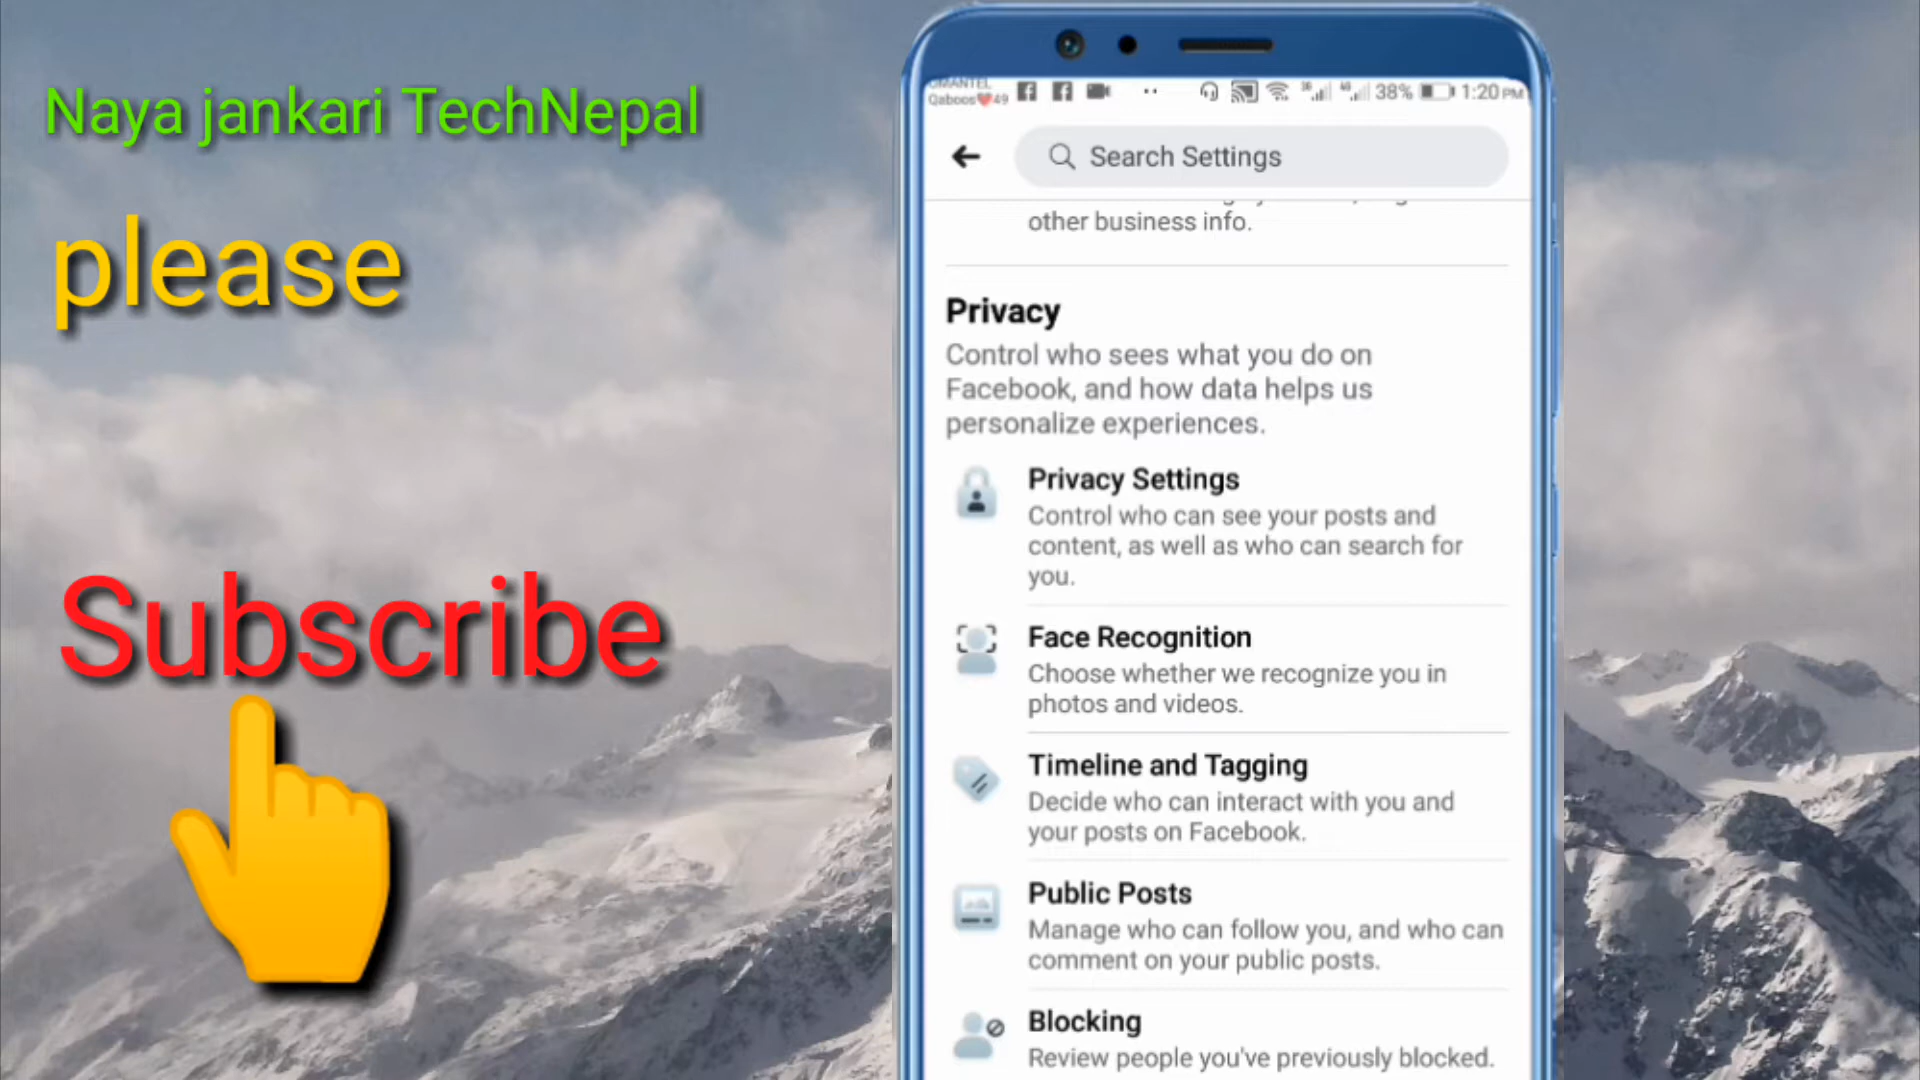 Naya jankari TechNepal
please
Subscribe
OMANTEL
Qaboos❤49
38%
1:20 PM
Search Settings
other business info.
Privacy
Control who sees what you do on
Facebook, and how data helps us
personalize experiences.
Privacy Settings
Control who can see your posts and
content, as well as who can search for
you.
Face Recognition
Choose whether we recognize you in
photos and videos.
Timeline and Tagging
Decide who can interact with you and
your posts on Facebook.
Public Posts
Manage who can follow you, and who can
comment on your public posts.
Blocking
Review people you've previously blocked.